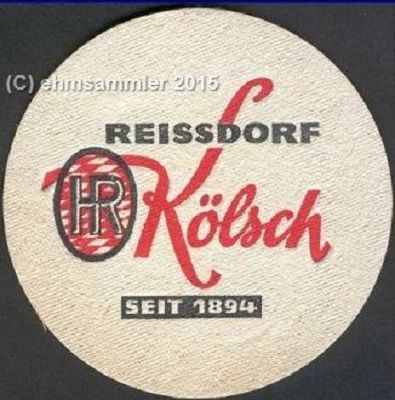 (C) ehmsammler 2015
REISSDORF
HR
Kölsch
SEIT 1894